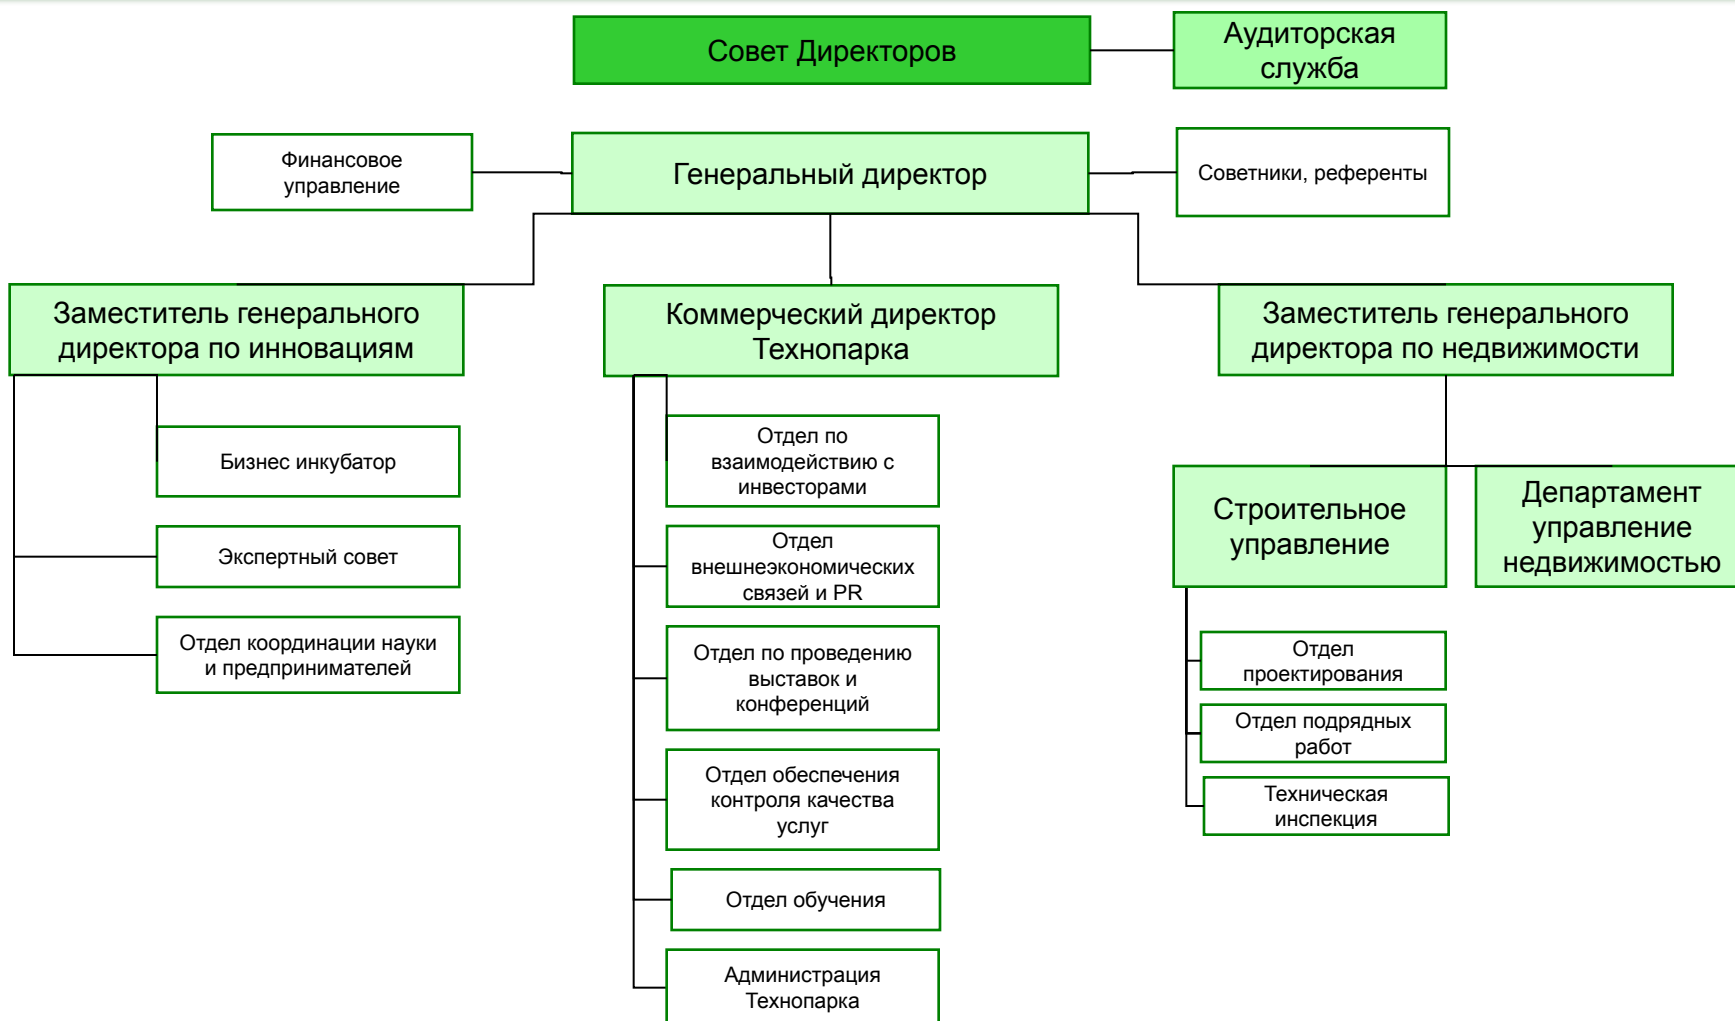 Совет Директоров
Аудиторская
служба
Финансовое
управление
Генеральный директор
Советники, референты
Заместитель генерального
директора по инновациям
Коммерческий директор
Технопарка
Заместитель генерального
директора по недвижимости
Бизнес инкубатор
Экспертный совет
Отдел координации науки
и предпринимателей
Отдел по
взаимодействию с
инвесторами
Отдел
внешнеэкономических
связей и PR
Отдел по проведению
выставок и
конференций
Отдел обеспечения
контроля качества
услуг
Отдел обучения
Администрация
Технопарка
Строительное
управление
Департамент
управление
недвижимостью
Отдел
проектирования
Отдел подрядных
работ
Техническая
инспекция